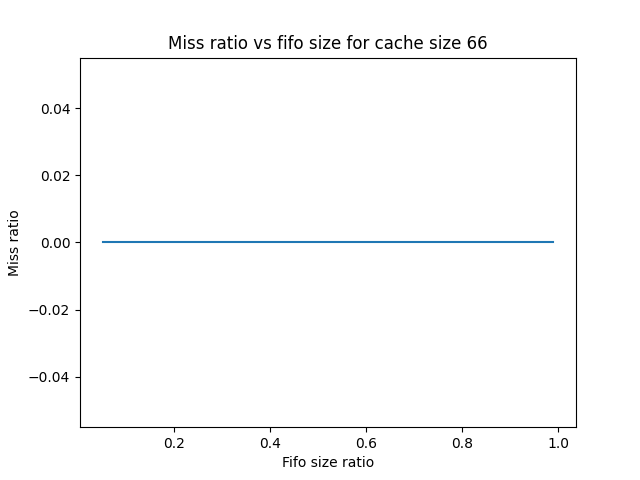 Miss ratio vs fifo size for cache size 66
0.04
0.02
0.00
−0.02
−0.04
Miss ratio
0.2 0.4 0.6 0.8 1.0
Fifo size ratio